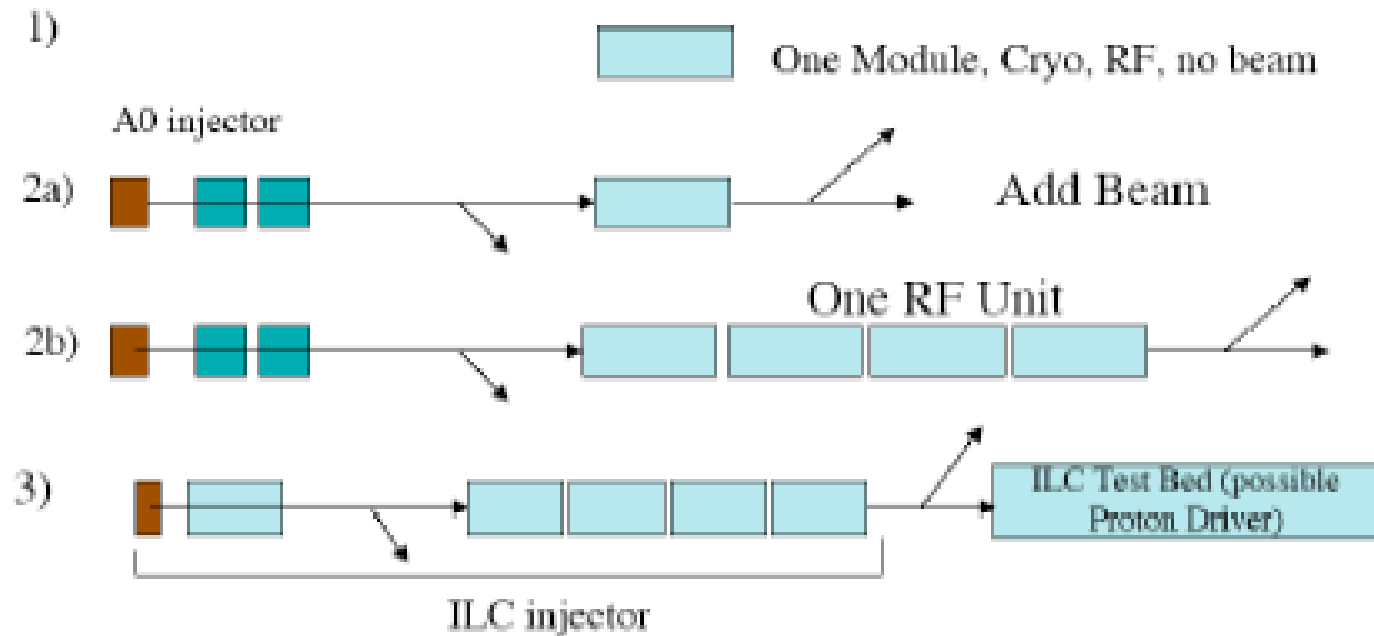 1)
One Module, Cryo, RF, no beam
A0 injector
2a)
Add Beam
One RF Unit
2b)
3)
ILC Test Bed (possible
Proton Driver)
ILC injector